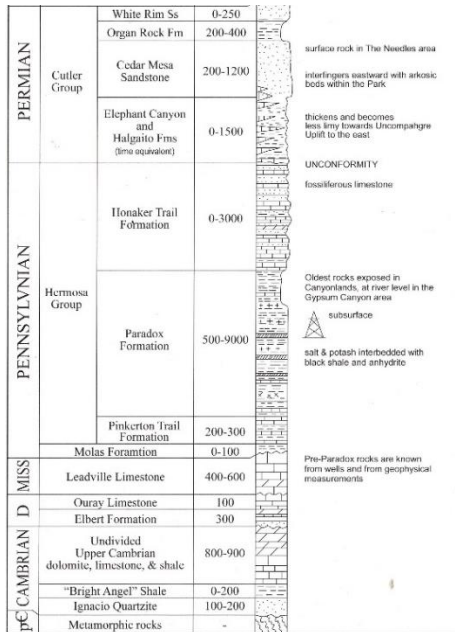 PERMIAN
Cutler
Group
White Rim Ss
0-250
Organ Rock Fm
200-400
Cedar Mesa
Sandstone
200-1200
surface rock in The Needles area
interfingers eastward with arkosic
beds within the Park
Elephant Canyon
and
Halgaito Fms
(time equivalent)
0-1500
thickens and becomes
less limy towards Uncompahgre
Uplift to the east
UNCONFORMITY
PENNSYLVNIAN
Hermosa
Group
Honaker Trail
Formation
0-3000
fossiliferous limestone
Paradox
Formation
500-9000
Oldest rocks exposed in
Canyonlands, at river level in the
Gypsum Canyon area
subsurface
salt & potash interbedded with
black shale and anhydrite
Pinkerton Trail
Formation
200-300
Molas Foramtion
0-100
MISS
Leadville Limestone
400-600
Pre-Paradox rocks are known
from wells and from geophysical
measurements
D
Ouray Limestone
100
Elbert Formation
300
CAMBRIAN
Undivided
Upper Cambrian
dolomite, limestone, & shale
800-900
"Bright Angel" Shale
0-200
Ignacio Quartzite
100-200
p€
Metamorphic rocks
-